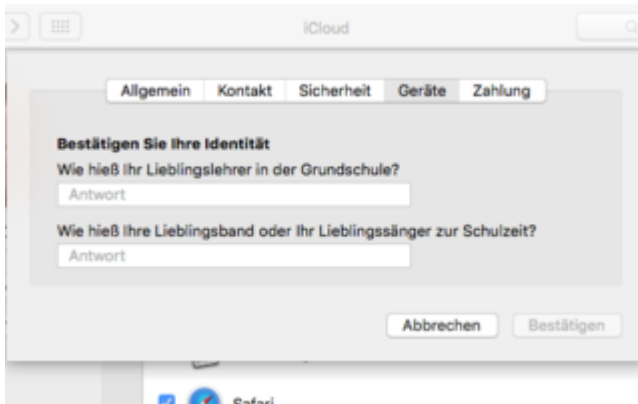 iCloud
Allgemein Kontakt Sicherheit Geräte Zahlung
Bestätigen Sie Ihre Identität
Wie hieß Ihr Lieblingslehrer in der Grundschule?
Antwort
Wie hieß Ihre Lieblingsband oder Ihr Lieblingssänger zur Schulzeit?
Antwort
Abbrechen Bestätigen
Safari